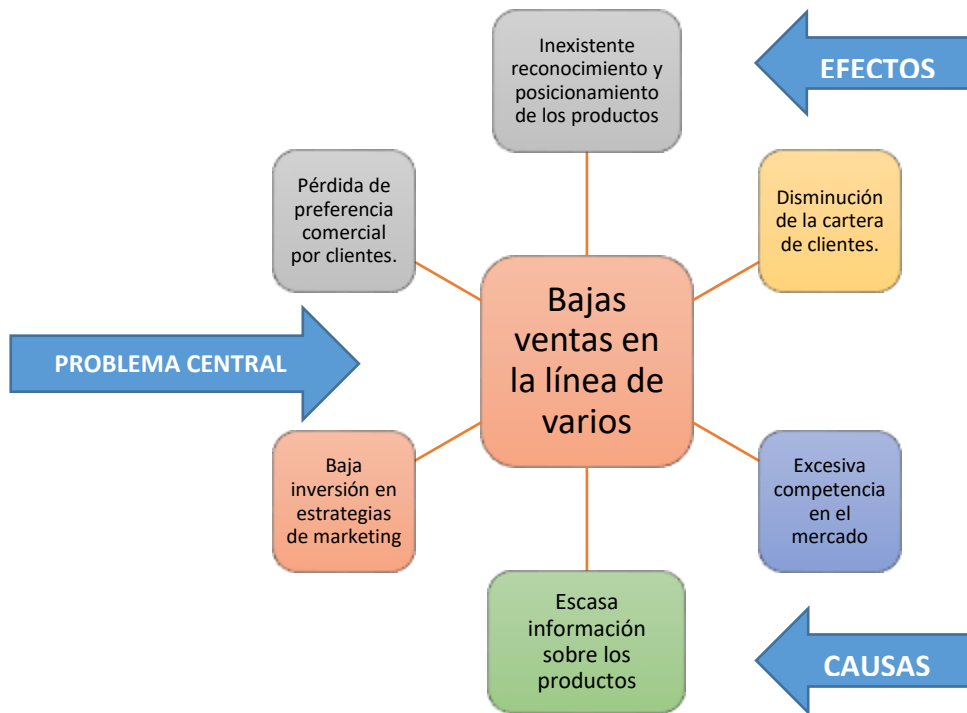 Inexistente
reconocimiento y
posicionamiento
de los productos
EFECTOS
Pérdida de
preferencia
comercial
por clientes.
Disminución
de la cartera
de clientes.
Bajas
ventas en
la línea de
varios
PROBLEMA CENTRAL
Baja
inversión en
estrategias
de marketing
Excesiva
competencia
en el
mercado
Escasa
información
sobre los
productos
CAUSAS